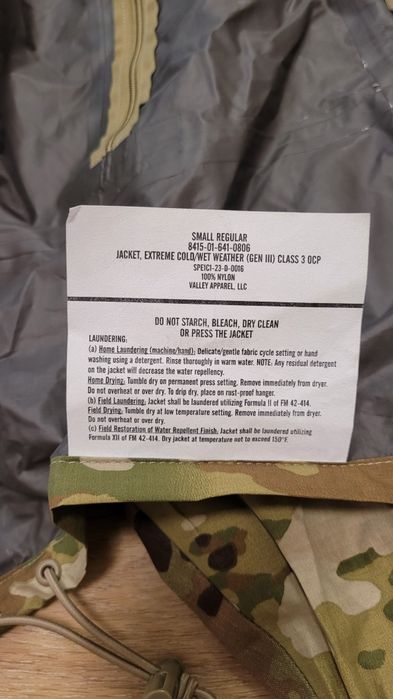 SMALL REGULAR
8415-01-641-0806
JACKET, EXTREME COLD/WET WEATHER (GEN III) CLASS 3 OCP
SPE1C1-23-D-0016
100% NYLON
VALLEY APPAREL, LLC
DO NOT STARCH, BLEACH, DRY CLEAN
OR PRESS THE JACKET
LAUNDERING:
(a) Home Laundering (machine/hand): Delicate/gentle fabric cycle setting or hand
washing using a detergent. Rinse thoroughly in warm water. NOTE: Any residual detergent
on the jacket will decrease the water repellency.
Home Drying: Tumble dry on permanent press setting. Remove immediately from dryer.
Do not overheat or over dry. To drip dry, place on rust-proof hanger.
(b) Field Laundering. Jacket shall be laundered utilizing Formula II of FM 42-414.
Field Drying: Tumble dry at low temperature setting. Remove immediately from dryer.
Do not overheat or over dry.
(c) Field Restoration of Water Repellent Finish. Jacket shall be laundered utilizing
Formula XII of FM 42-414. Dry jacket at temperature not to exceed 150°F.